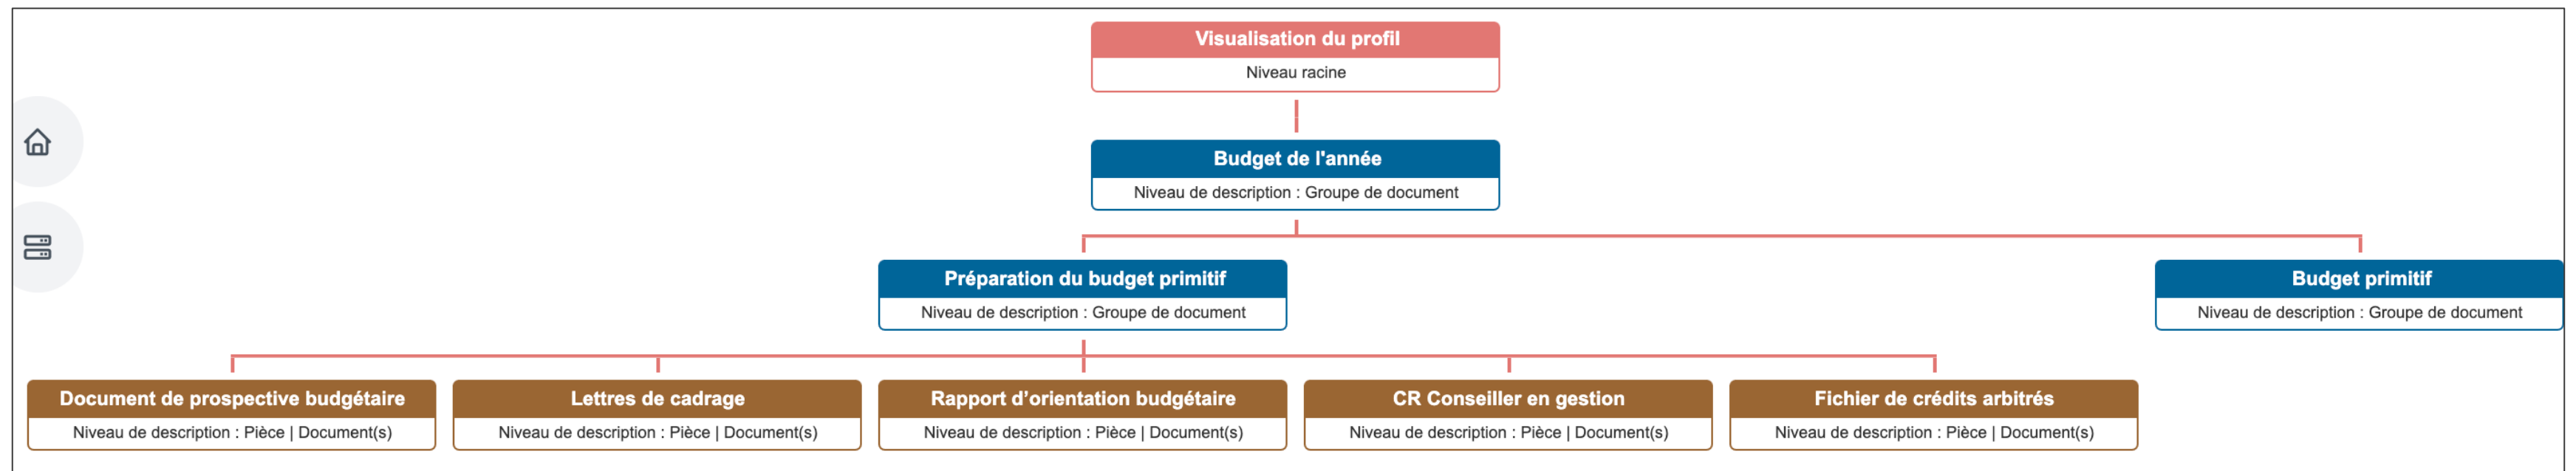 Visualisation du profil
Niveau racine
Budget de l'année
Niveau de description : Groupe de document
Préparation du budget primitif
Niveau de description : Groupe de document
Budget primitif
Niveau de description : Groupe de document
Document de prospective budgétaire
Niveau de description : Pièce | Document(s)
Lettres de cadrage
Niveau de description : Pièce | Document(s)
Rapport d’orientation budgétaire
Niveau de description : Pièce | Document(s)
CR Conseiller en gestion
Niveau de description : Pièce | Document(s)
Fichier de crédits arbitrés
Niveau de description : Pièce | Document(s)